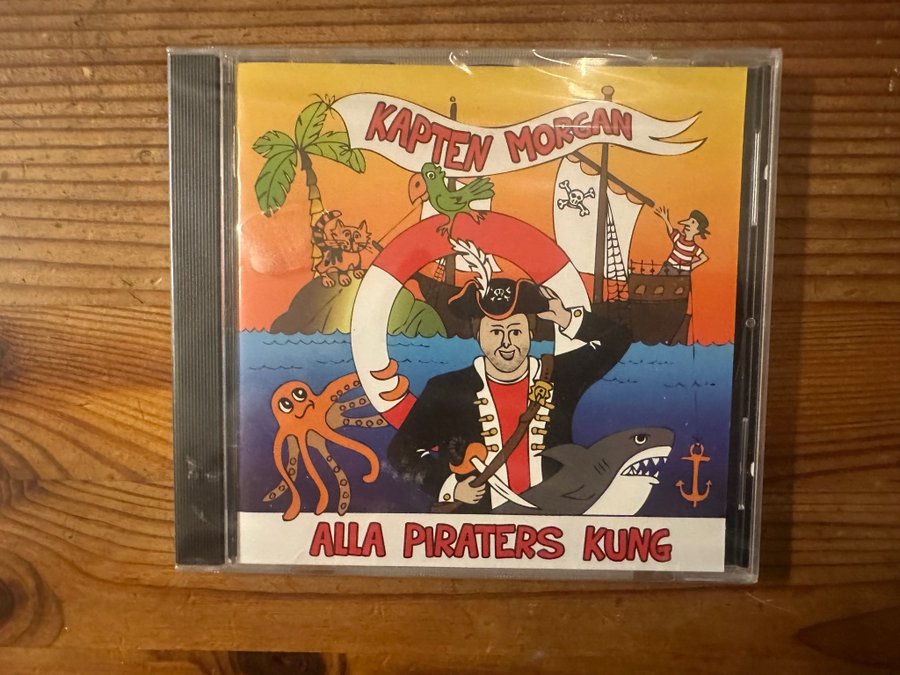 KAPTEN MORGAN
ALLA PIRATERS KUNG